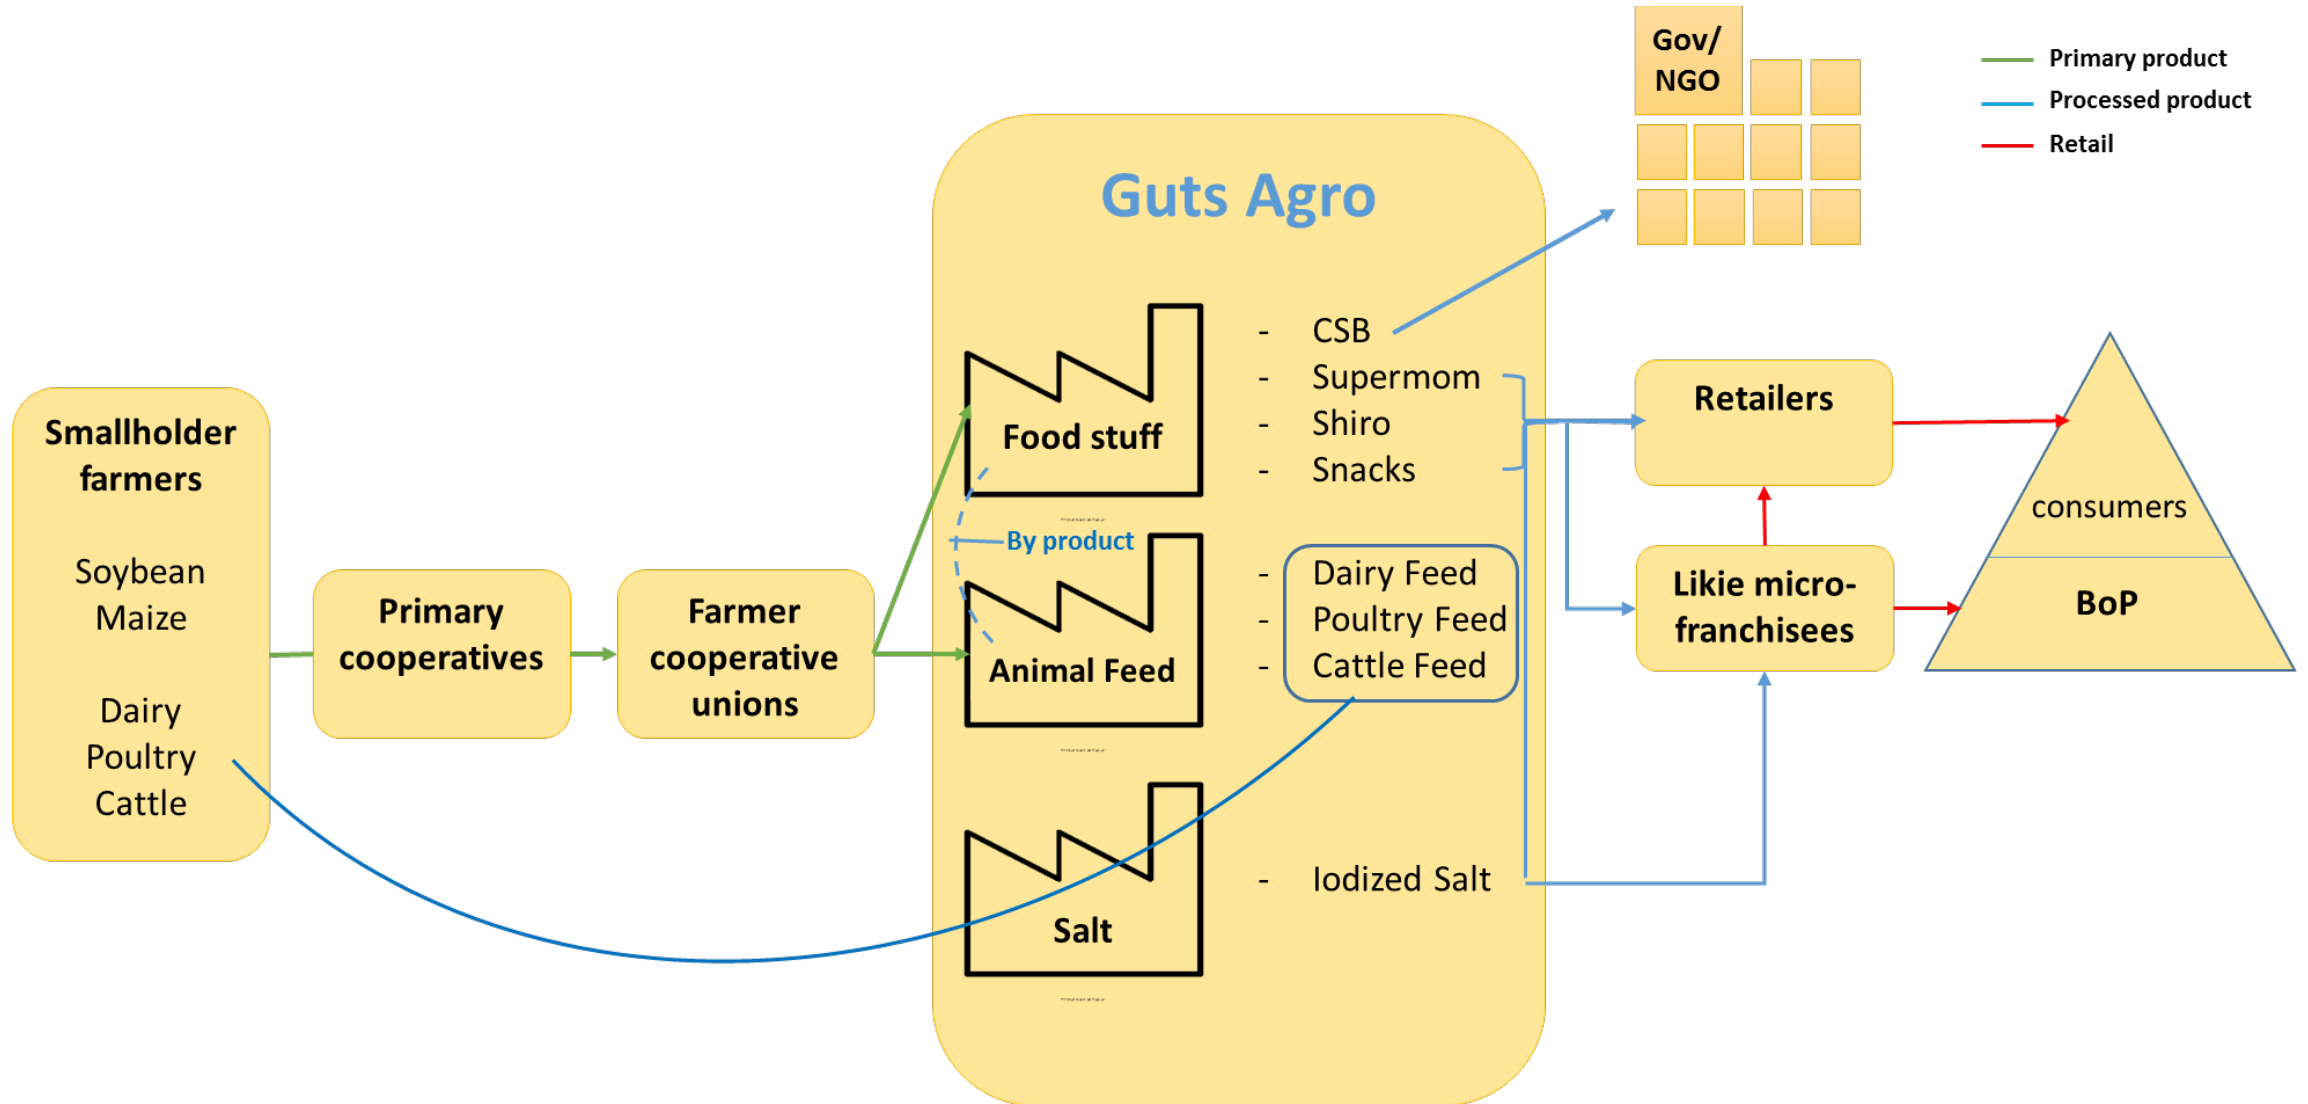 Gov/
NGO
Primary product
Processed product
Retail
Guts Agro
Smallholder
farmers
Soybean
Maize
Dairy
Poultry
Cattle
Primary
cooperatives
Farmer
cooperative
unions
Food stuff
- CSB
- Supermom
- Shiro
- Snacks
By product
Animal Feed
- Dairy Feed
- Poultry Feed
- Cattle Feed
Salt
- Iodized Salt
Retailers
Likie micro-
franchisees
consumers
BoP